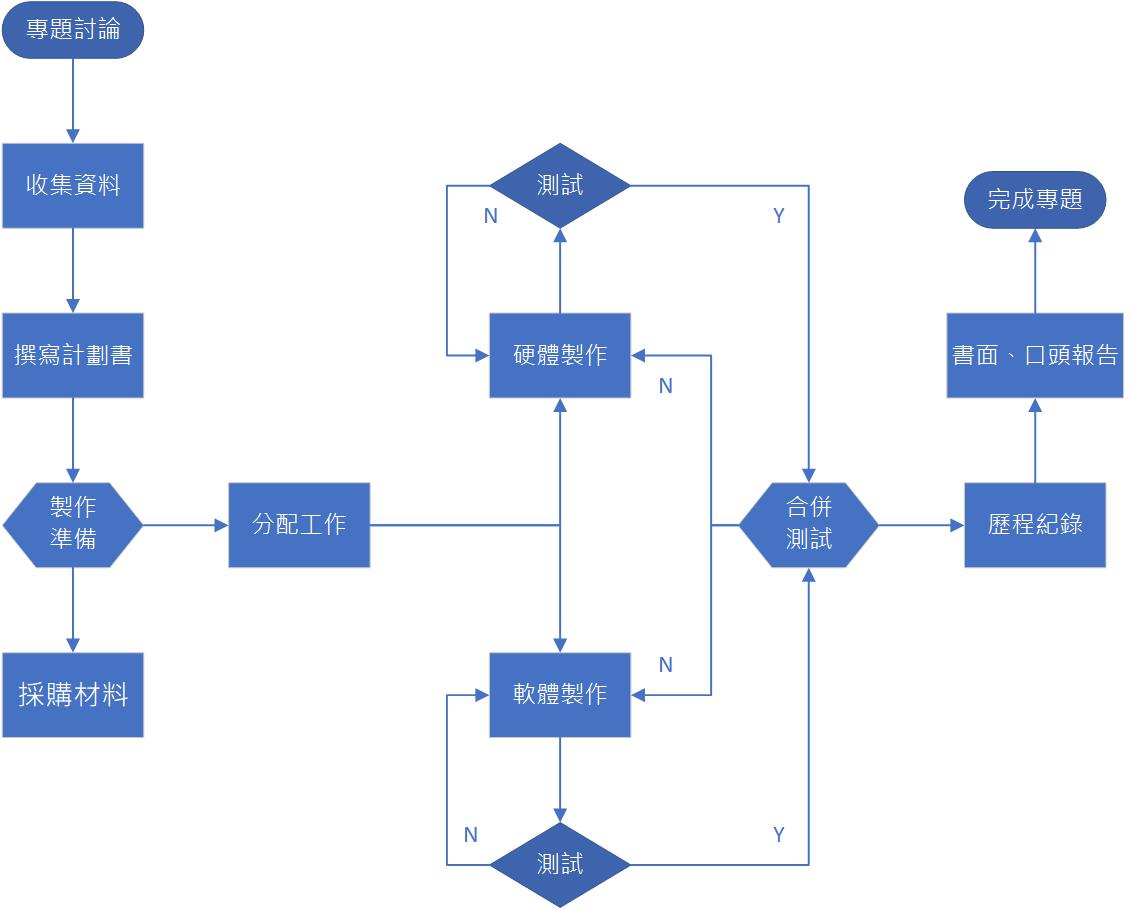 專題討論
收集資料
撰寫計劃書
製作
準備
採購材料
分配工作
測試
N
Y
硬體製作
N
軟體製作
N
測試
N
Y
合併
測試
歷程紀錄
書面、口頭報告
完成專題